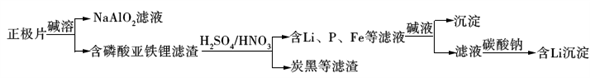 正极片 碱溶 NaAlO₂滤液
含磷酸亚铁锂滤渣 H₂SO₄/HNO₃ 含Li、P、Fe等滤液 碱液 沉淀
滤液 碳酸钠 含Li沉淀
炭黑等滤渣